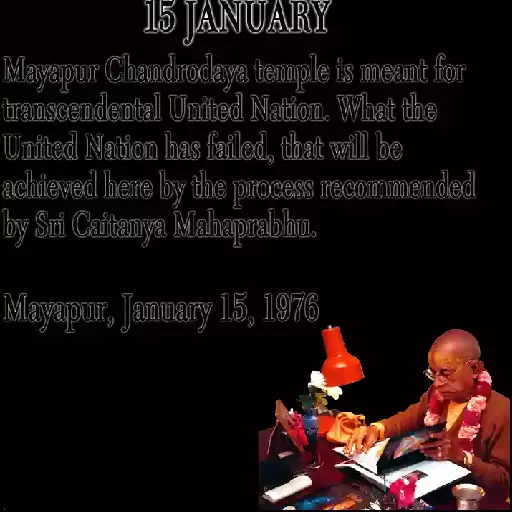 15 JANUARY
Mayapur Chandrodaya temple is meant for
transcendental United Nation. What the
United Nation has failed, that will be
achieved here by the process recommended
by Sri Caitanya Mahaprabhu.
Mayapur, January 15, 1976